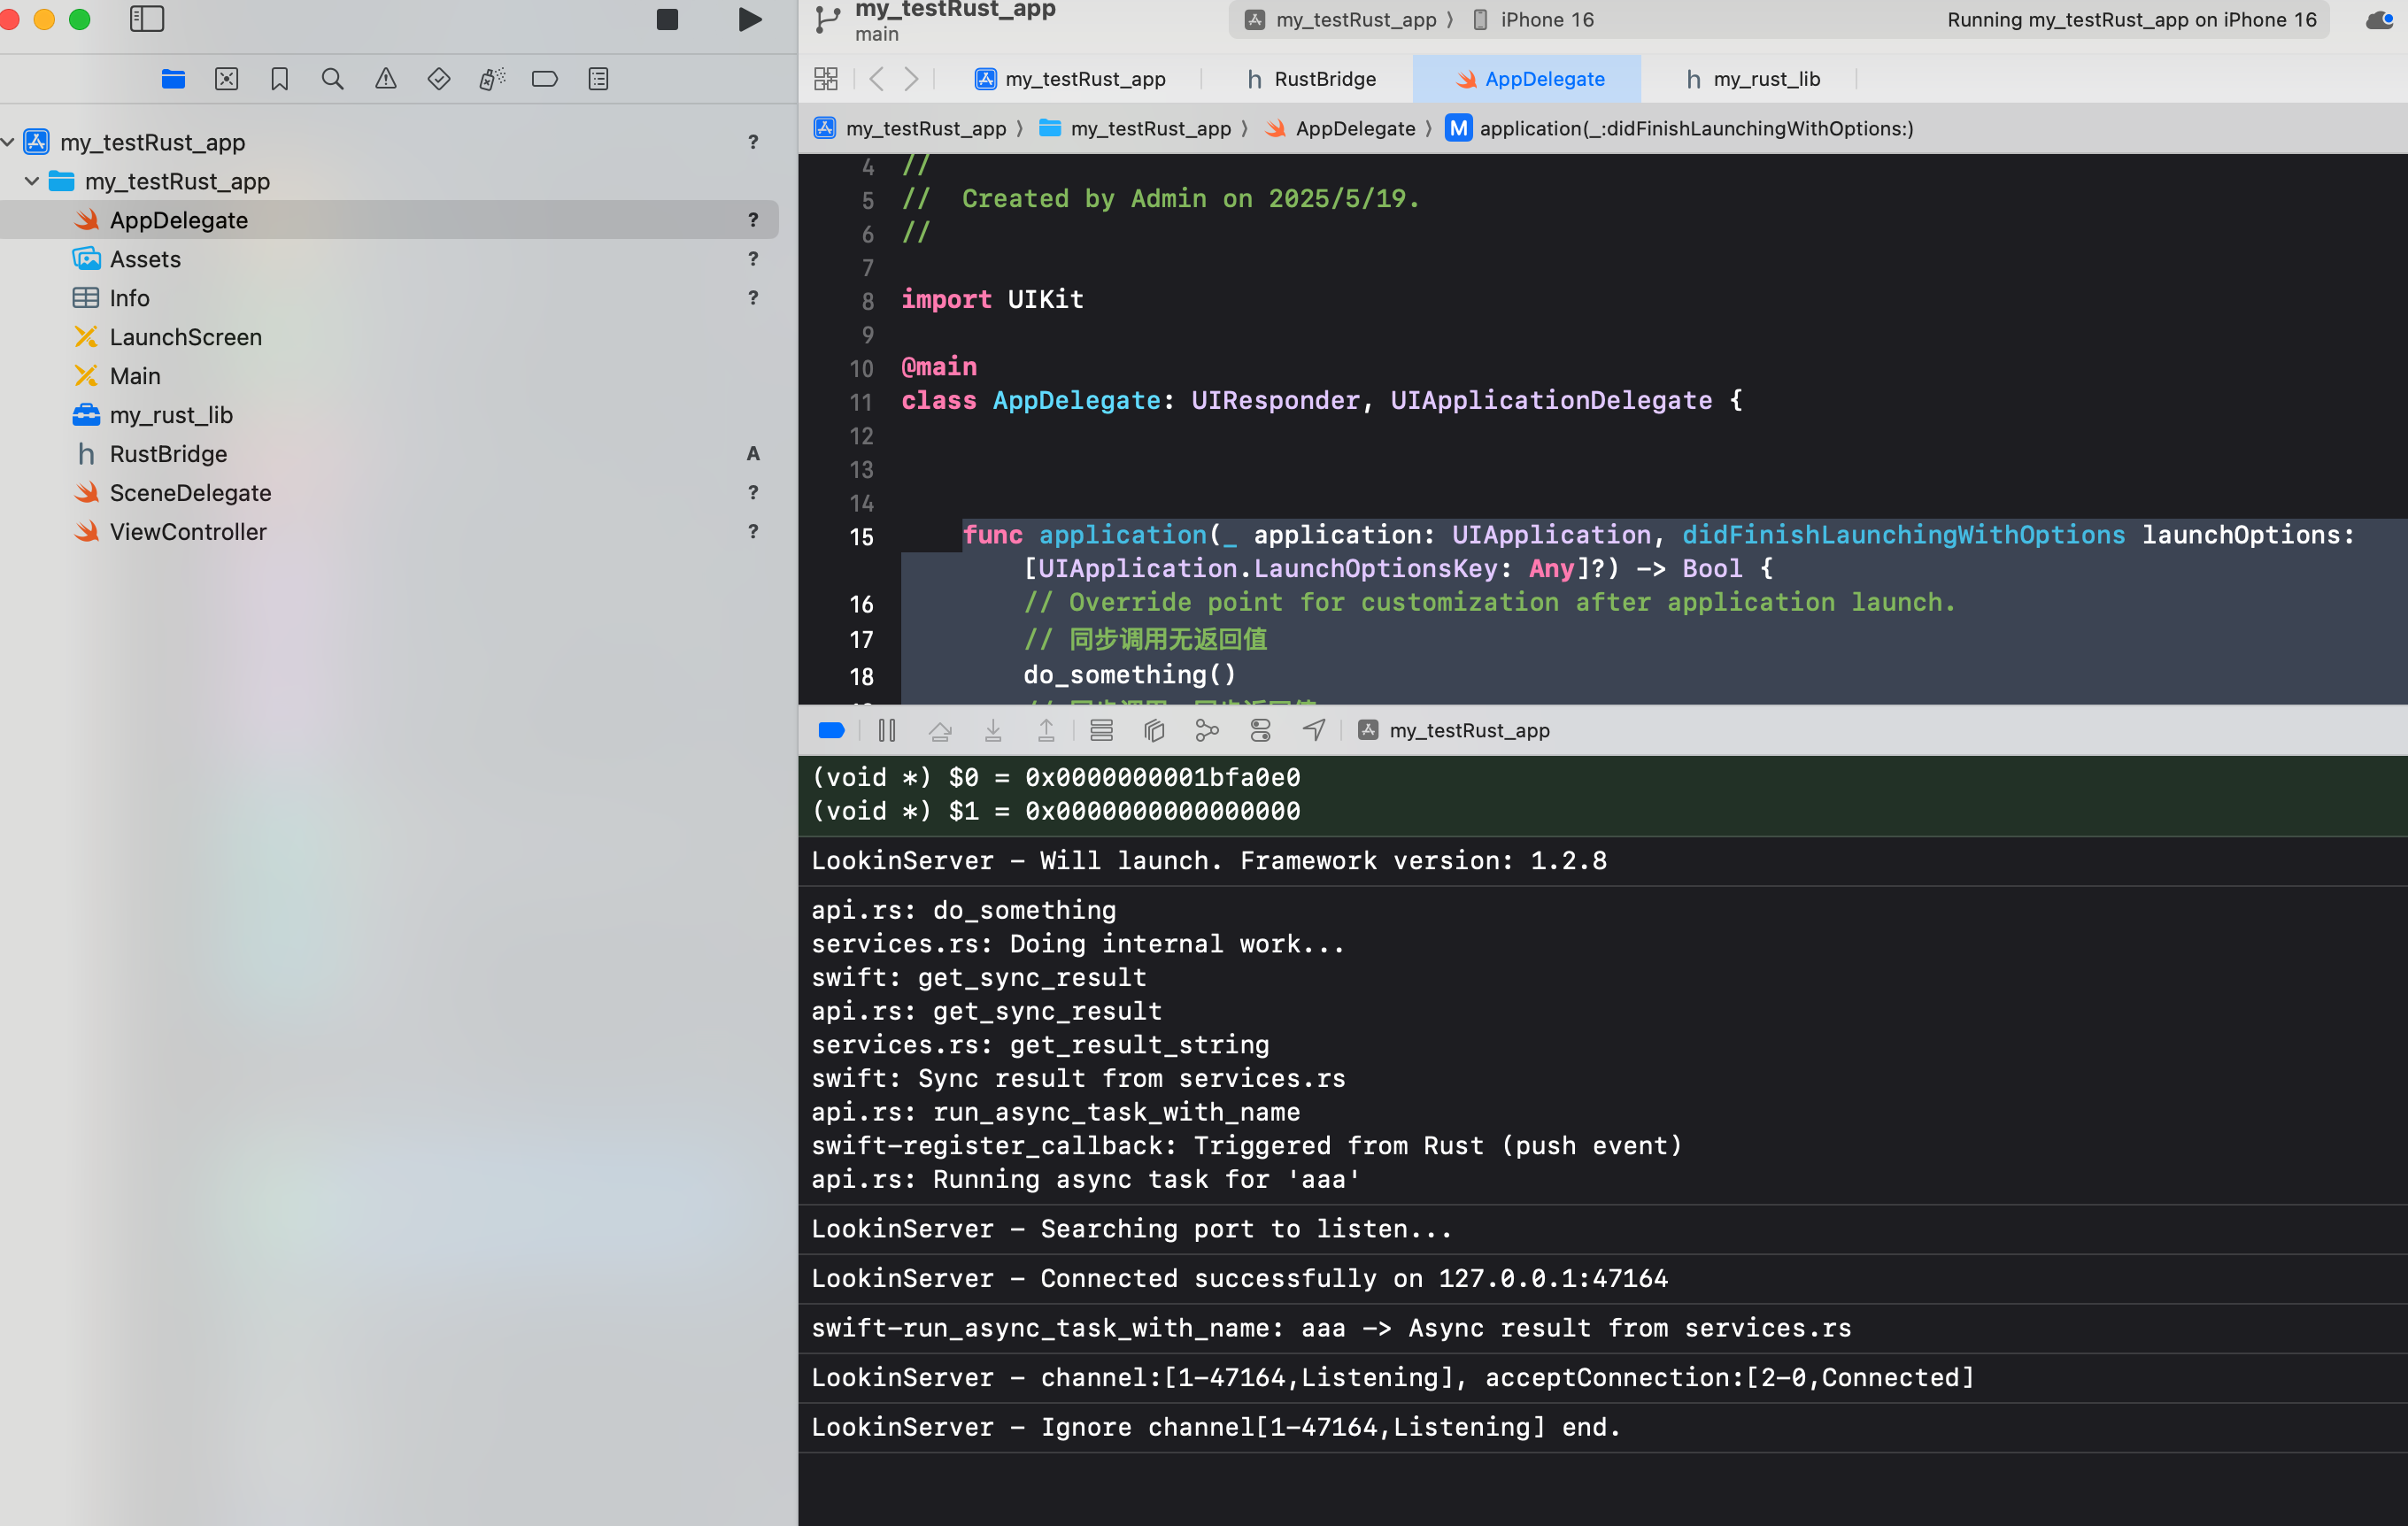 my_testRust_app
main
my_testRust_app 〉 iPhone 16
Running my_testRust_app on iPhone 16
my_testRust_app
RustBridge
AppDelegate
my_rust_lib
my_testRust_app 〉 my_testRust_app 〉 AppDelegate 〉 M application(_:didFinishLaunchingWithOptions:)
my_testRust_app ?
my_testRust_app
AppDelegate ?
Assets ?
Info ?
LaunchScreen
Main
my_rust_lib
RustBridge A
SceneDelegate ?
ViewController ?
4 //
5 //  Created by Admin on 2025/5/19.
6 //
7
8 import UIKit
9
10 @main
11 class AppDelegate: UIResponder, UIApplicationDelegate {
12
13
14
15 func application(_ application: UIApplication, didFinishLaunchingWithOptions launchOptions:
[UIApplication.LaunchOptionsKey: Any]?) -> Bool {
16 // Override point for customization after application launch.
17 // 同步调用无返回值
18 do_something()
my_testRust_app
(void *) $0 = 0x0000000001bfa0e0
(void *) $1 = 0x0000000000000000
LookinServer - Will launch. Framework version: 1.2.8
api.rs: do_something
services.rs: Doing internal work...
swift: get_sync_result
api.rs: get_sync_result
services.rs: get_result_string
swift: Sync result from services.rs
api.rs: run_async_task_with_name
swift-register_callback: Triggered from Rust (push event)
api.rs: Running async task for 'aaa'
LookinServer - Searching port to listen...
LookinServer - Connected successfully on 127.0.0.1:47164
swift-run_async_task_with_name: aaa -> Async result from services.rs
LookinServer - channel:[1-47164,Listening], acceptConnection:[2-0,Connected]
LookinServer - Ignore channel[1-47164,Listening] end.